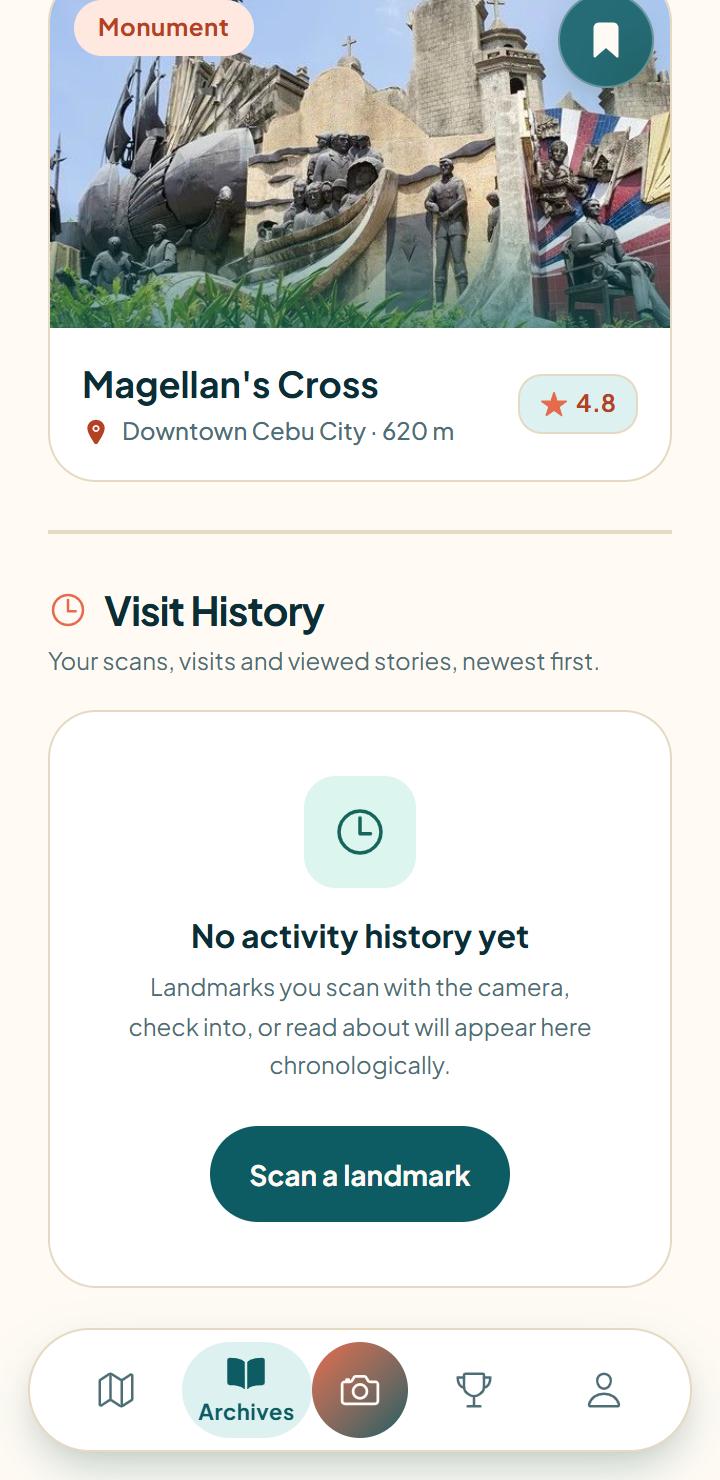 Monument
Magellan's Cross
Downtown Cebu City · 620 m
4.8
Visit History
Your scans, visits and viewed stories, newest first.
No activity history yet
Landmarks you scan with the camera,
check into, or read about will appear here
chronologically.
Scan a landmark
Archives